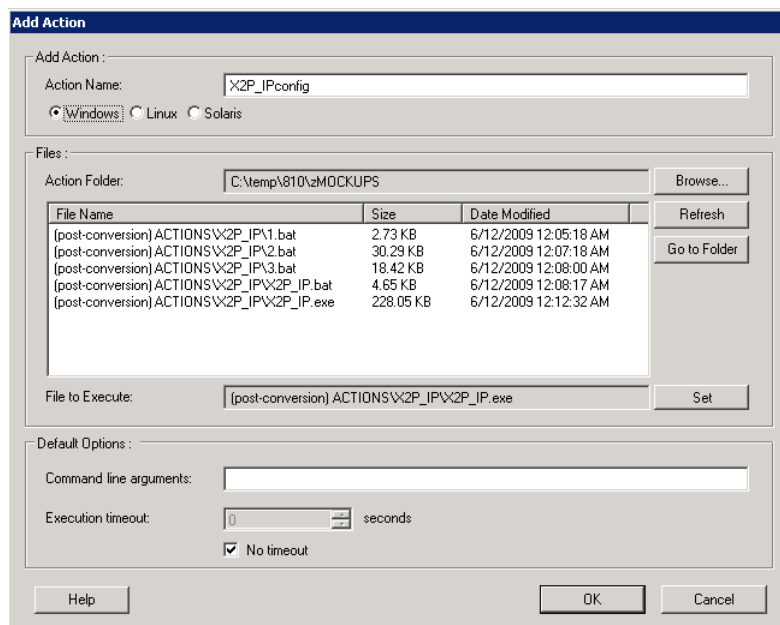 Add Action
Add Action :
Action Name: X2P_IPconfig
Windows Linux Solaris
Files :
Action Folder: C:\temp\810\zMOCKUPS Browse...
File Name Size Date Modified Refresh
(post-conversion) ACTIONS\X2P_IP\1.bat 2.73 KB 6/12/2009 12:05:18 AM
(post-conversion) ACTIONS\X2P_IP\2.bat 30.29 KB 6/12/2009 12:07:18 AM Go to Folder
(post-conversion) ACTIONS\X2P_IP\3.bat 18.42 KB 6/12/2009 12:08:00 AM
(post-conversion) ACTIONS\X2P_IP\X2P_IP.bat 4.65 KB 6/12/2009 12:08:17 AM
(post-conversion) ACTIONS\X2P_IP\X2P_IP.exe 228.05 KB 6/12/2009 12:12:32 AM
File to Execute: (post-conversion) ACTIONS\X2P_IP\X2P_IP.exe Set
Default Options :
Command line arguments:
Execution timeout: 0 seconds
No timeout
Help OK Cancel